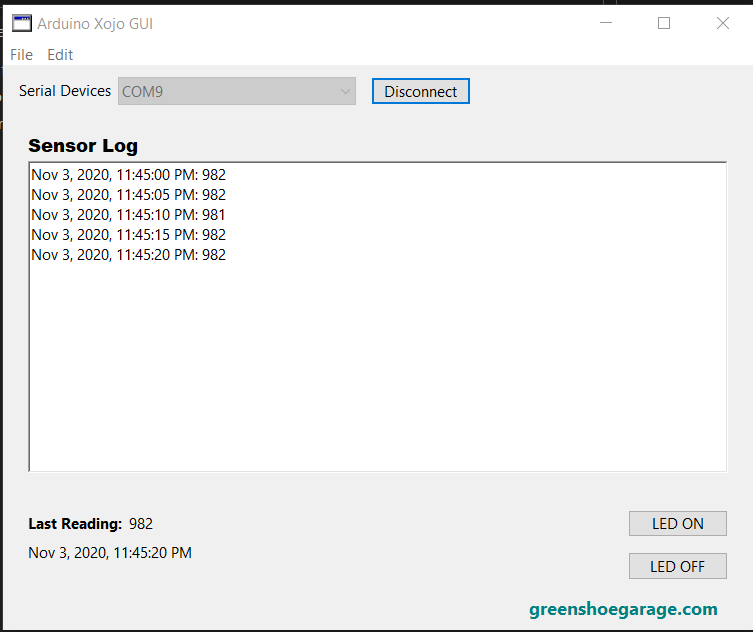 Arduino Xojo GUI
File Edit
Serial Devices COM9 Disconnect
Sensor Log
Nov 3, 2020, 11:45:00 PM: 982
Nov 3, 2020, 11:45:05 PM: 982
Nov 3, 2020, 11:45:10 PM: 981
Nov 3, 2020, 11:45:15 PM: 982
Nov 3, 2020, 11:45:20 PM: 982
Last Reading: 982
LED ON
Nov 3, 2020, 11:45:20 PM
LED OFF
greenshoegarage.com